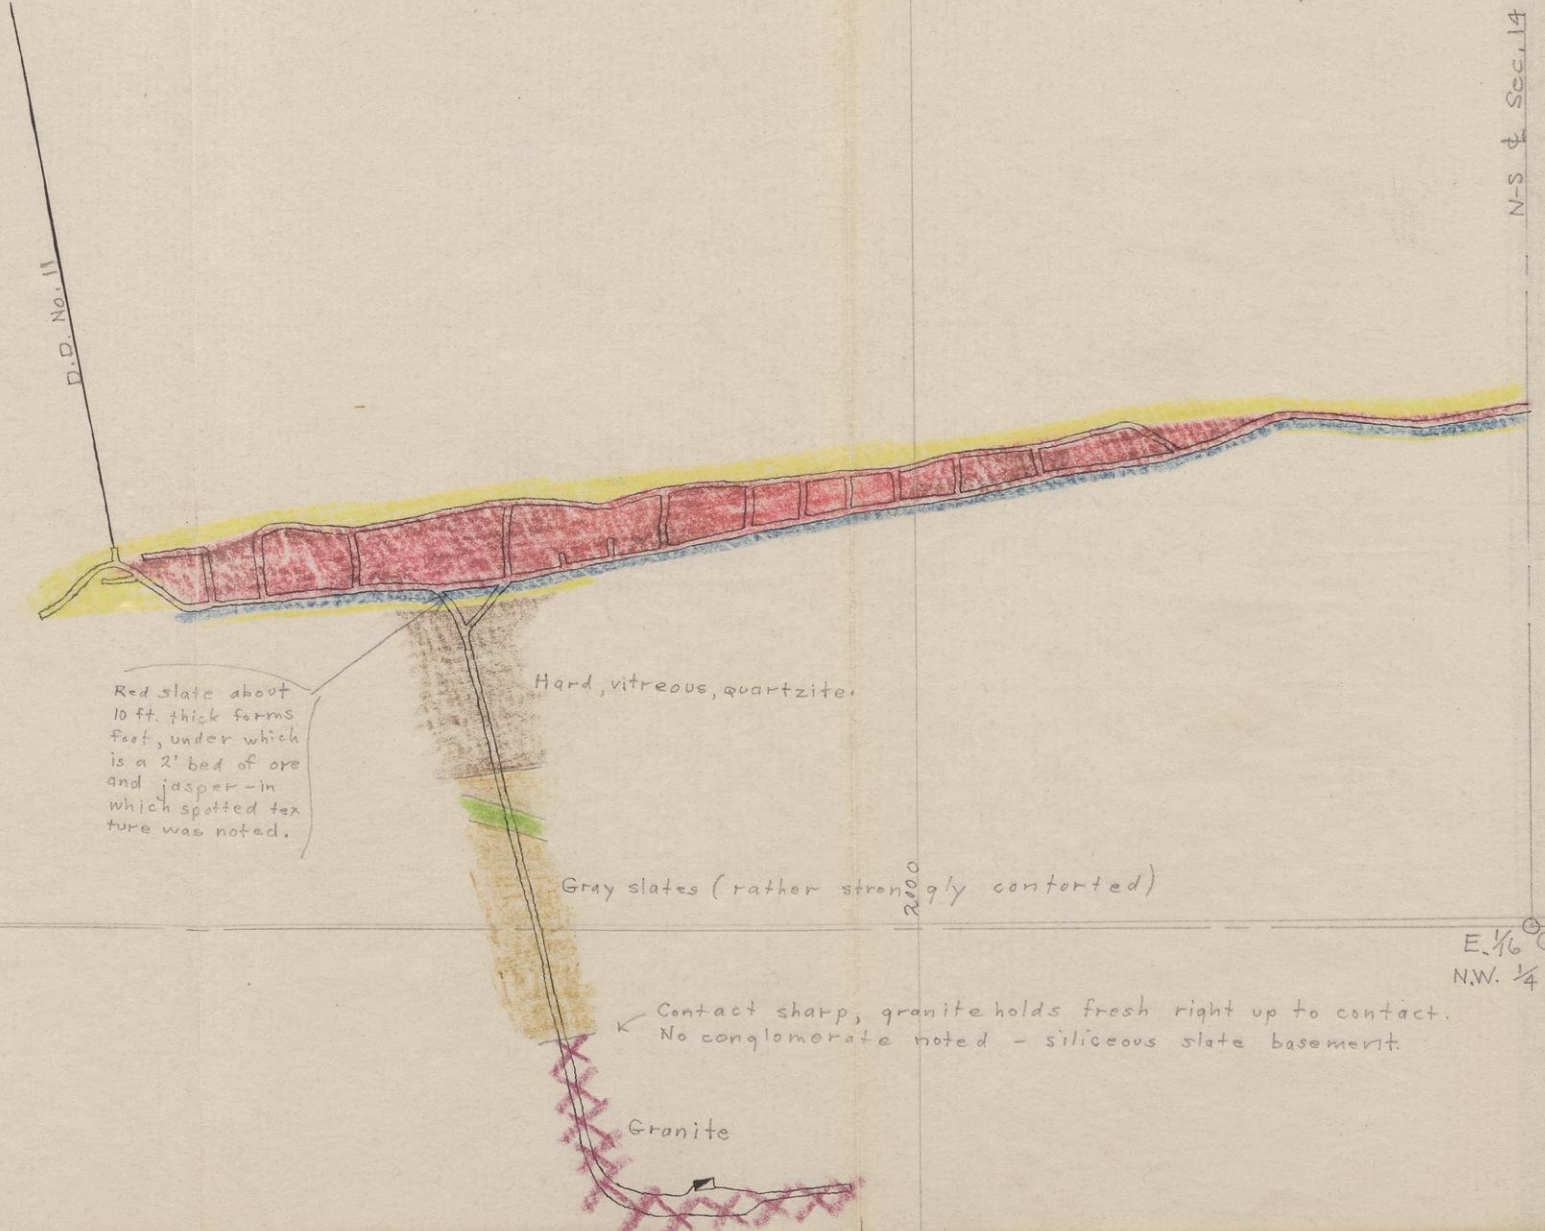 N-S ℄ Sec. 14
D.D. No. 11
Red slate about
10 ft. thick forms
foot, under which
is a 2' bed of ore
and jasper-in
which spotted tex
ture was noted.
Hard, vitreous, quartzite.
Gray slates (rather strongly contorted)
2000
E. 1/16
N.W. 1/4
Contact sharp, granite holds fresh right up to contact.
No conglomerate noted - siliceous slate basement.
Granite